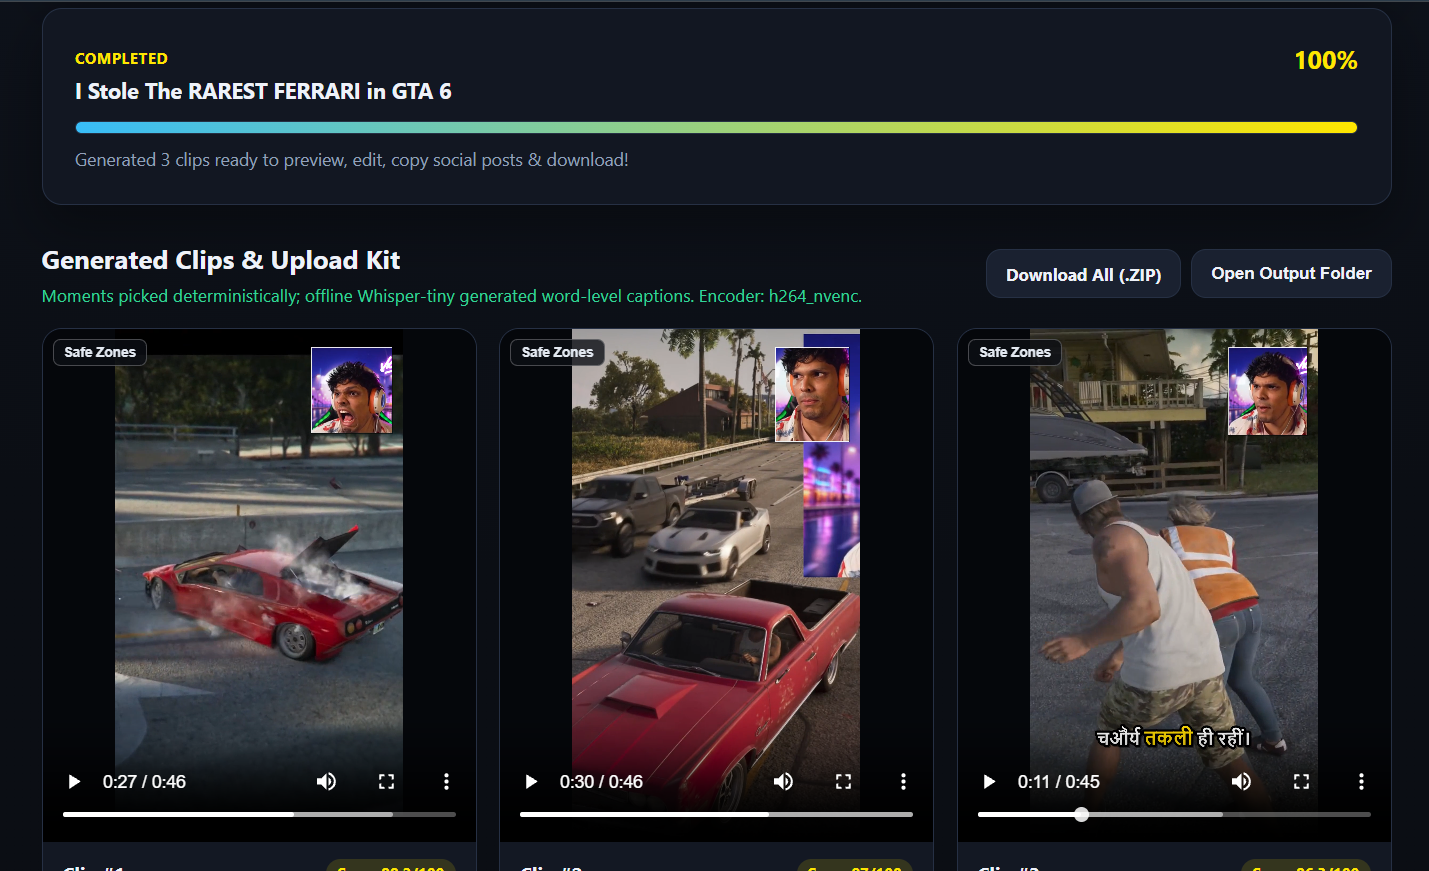 COMPLETED
100%
I Stole The RAREST FERRARI in GTA 6
Generated 3 clips ready to preview, edit, copy social posts & download!
Generated Clips & Upload Kit
Moments picked deterministically; offline Whisper-tiny generated word-level captions. Encoder: h264_nvenc.
Download All (.ZIP)
Open Output Folder
Safe Zones
Safe Zones
Safe Zones
चऔर्य तकली ही रहीं।
0:27 / 0:46
0:30 / 0:46
0:11 / 0:45